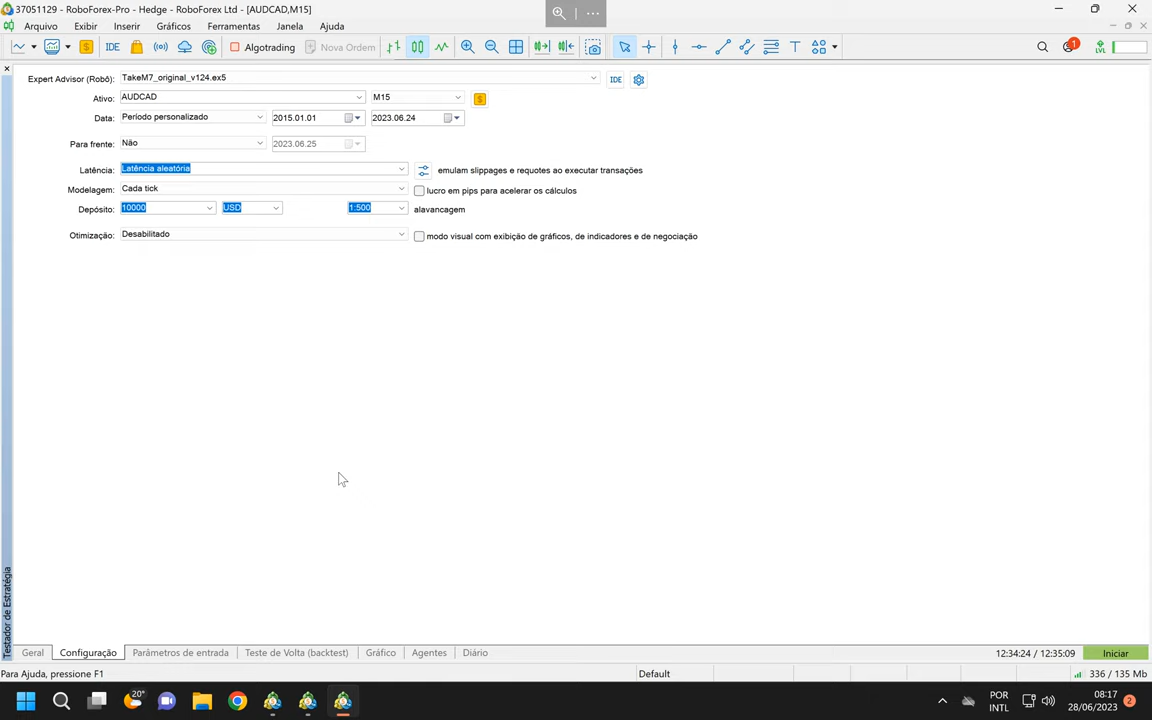 37051129 - RoboForex-Pro - Hedge - RoboForex Ltd - [AUDCAD,M15]
Arquivo Exibir Inserir Gráficos Ferramentas Janela Ajuda
IDE Algotrading Nova Ordem T 1 LVL
Expert Advisor (Robô): TakeM7_original_v124.ex5 IDE
Ativo: AUDCAD M15 $
Data: Período personalizado 2015.01.01 2023.06.24
Para frente: Não 2023.06.25
Latência: Latência aleatória emulam slippages e requotes ao executar transações
Modelagem: Cada tick lucro em pips para acelerar os cálculos
Depósito: 10000 USD 1:500 alavancagem
Otimização: Desabilitado modo visual com exibição de gráficos, de indicadores e de negociação
Testador de Estratégia
Geral Configuração Parâmetros de entrada Teste de Volta (backtest) Gráfico Agentes Diário 12:34:24 / 12:35:09 Iniciar
Para Ajuda, pressione F1 Default 336 / 135 Mb
20° POR INTL 08:17 28/06/2023 2